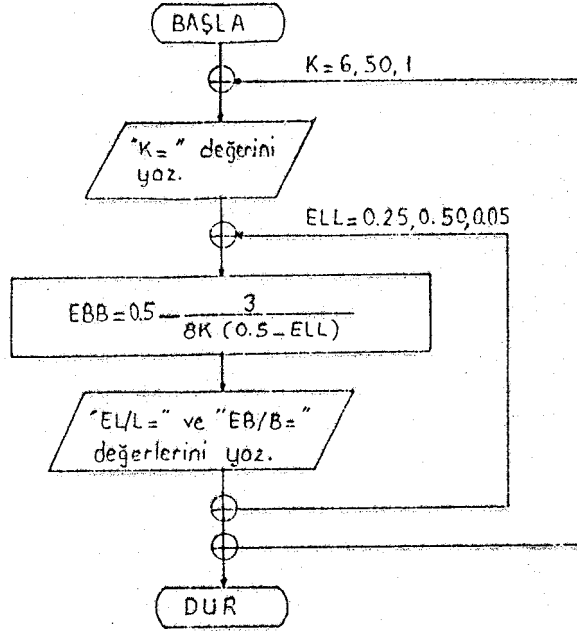 BAŞLA
K=6,50,1
"K=" değerini
yaz.
ELL=0.25,0.50,0.05
EBB=0.5-3/8K(0.5-ELL)
"EL/L=" ve "EB/B="
değerlerini yaz.
DUR